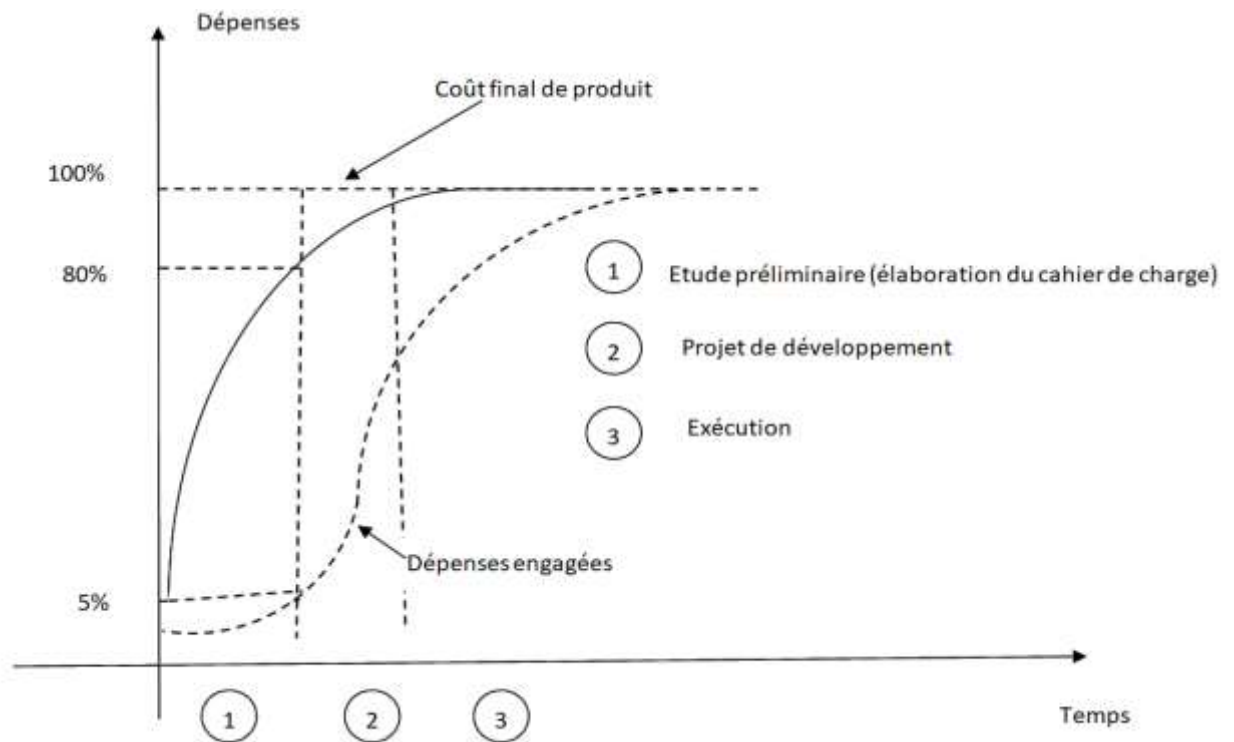 Dépenses
Coût final de produit
100%
80%
1 Etude préliminaire (élaboration du cahier de charge)
2 Projet de développement
3 Exécution
Dépenses engagées
5%
1 2 3 Temps